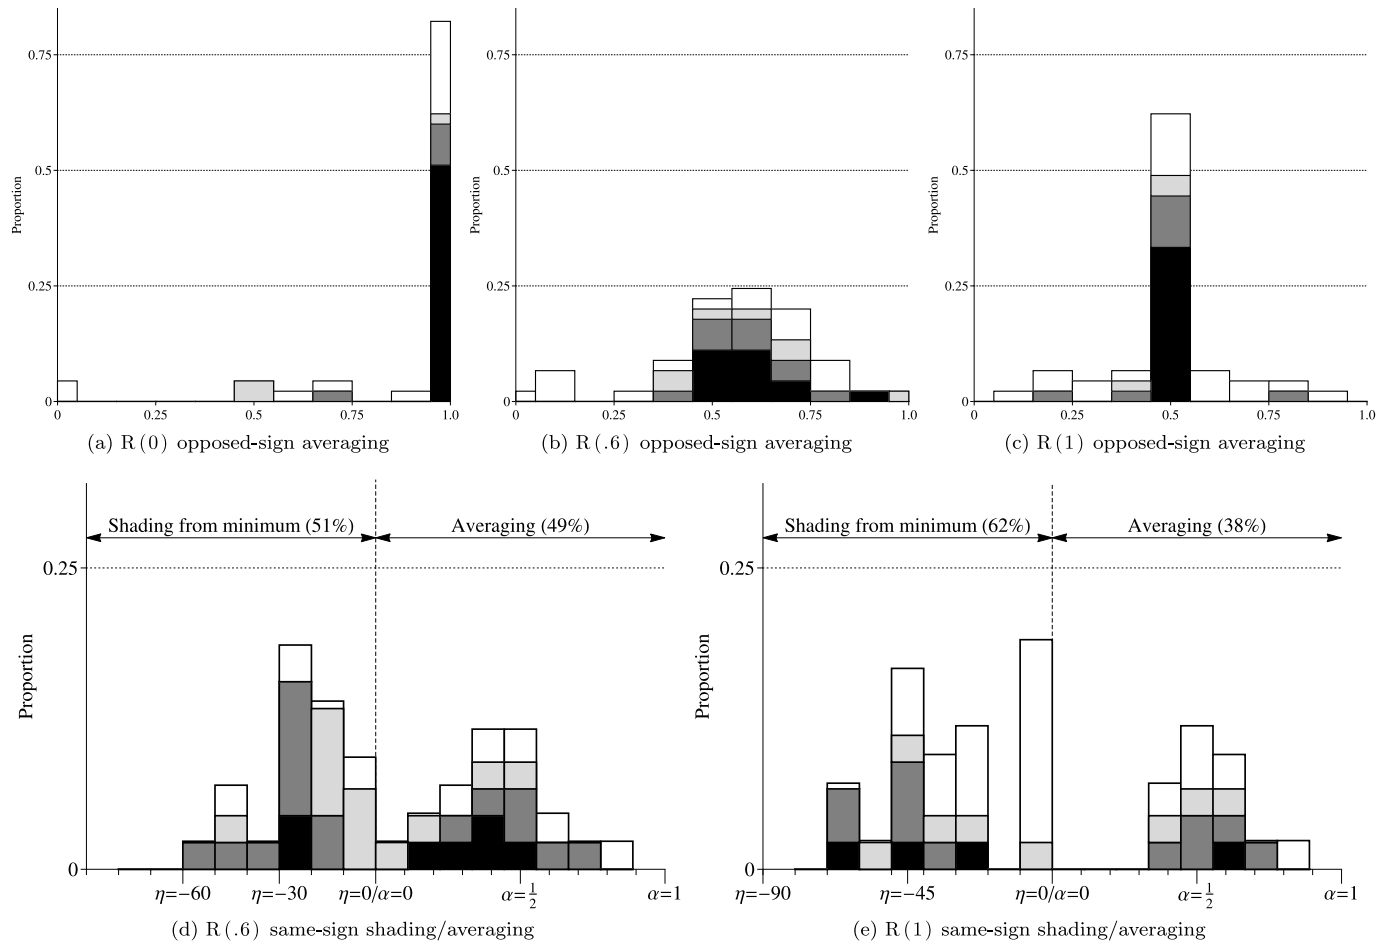 Proportion
0.75
0.5
0.25
0
0 0.25 0.5 0.75 1.0
(a) R(0) opposed-sign averaging
Proportion
0.75
0.5
0.25
0
0 0.25 0.5 0.75 1.0
(b) R(.6) opposed-sign averaging
Proportion
0.75
0.5
0.25
0
0 0.25 0.5 0.75 1.0
(c) R(1) opposed-sign averaging
Shading from minimum (51%) Averaging (49%)
Proportion
0.25
0
η=−60 η=−30 η=0/α=0 α=1/2 α=1
(d) R(.6) same-sign shading/averaging
Shading from minimum (62%) Averaging (38%)
Proportion
0.25
0
η=−90 η=−45 η=0/α=0 α=1/2 α=1
(e) R(1) same-sign shading/averaging